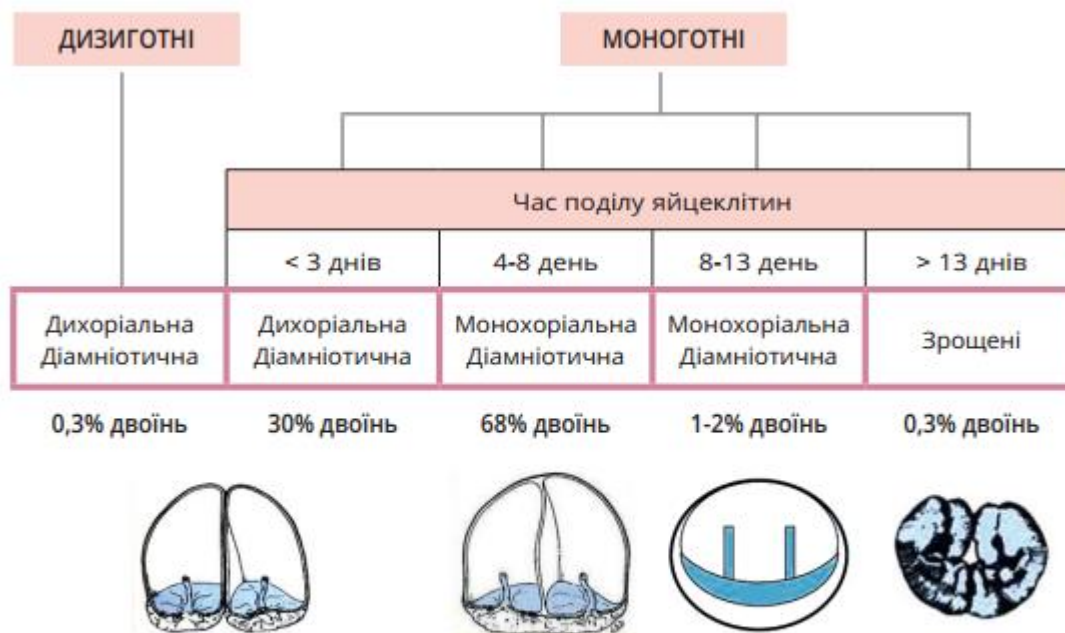 ДИЗИГОТНІ
МОНОГОТНІ
Час поділу яйцеклітин
< 3 днів
4-8 день
8-13 день
> 13 днів
Дихоріальна
Діамніотична
Дихоріальна
Діамніотична
Монохоріальна
Діамніотична
Монохоріальна
Діамніотична
Зрощені
0,3% двоїнь
30% двоїнь
68% двоїнь
1-2% двоїнь
0,3% двоїнь